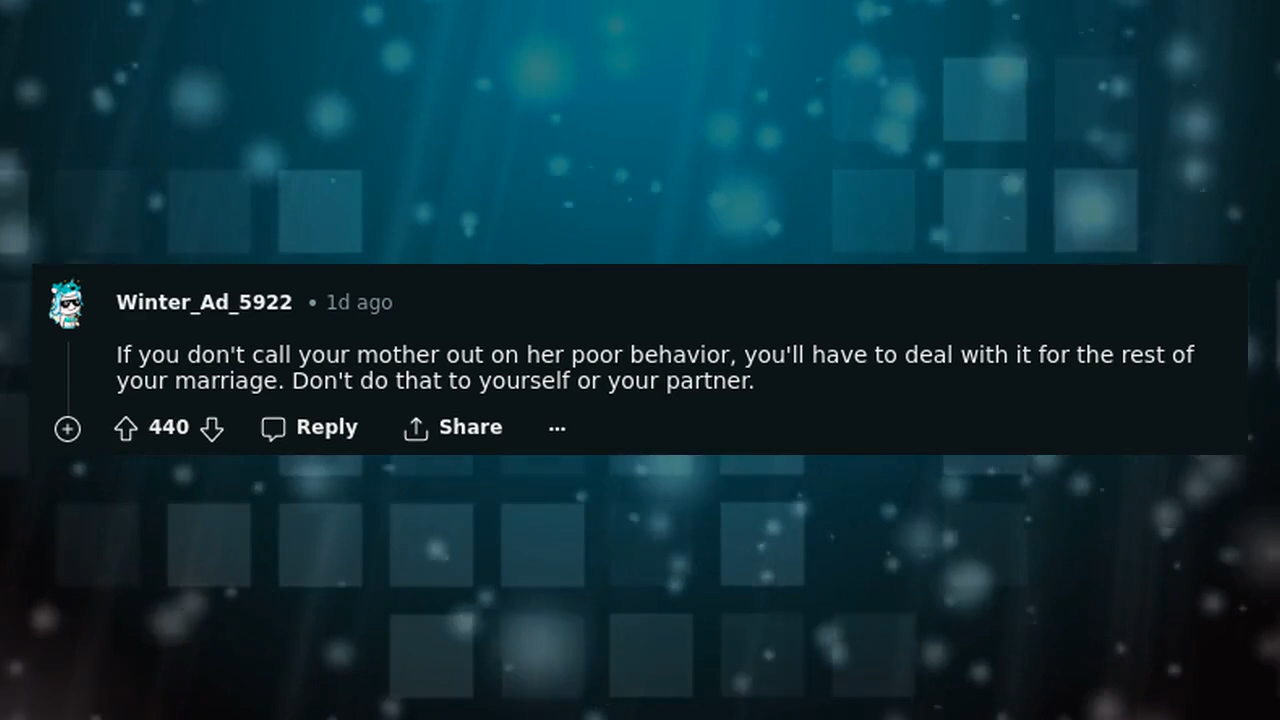 Winter_Ad_5922 • 1d ago
If you don't call your mother out on her poor behavior, you'll have to deal with it for the rest of
your marriage. Don't do that to yourself or your partner.
440 Reply Share ...